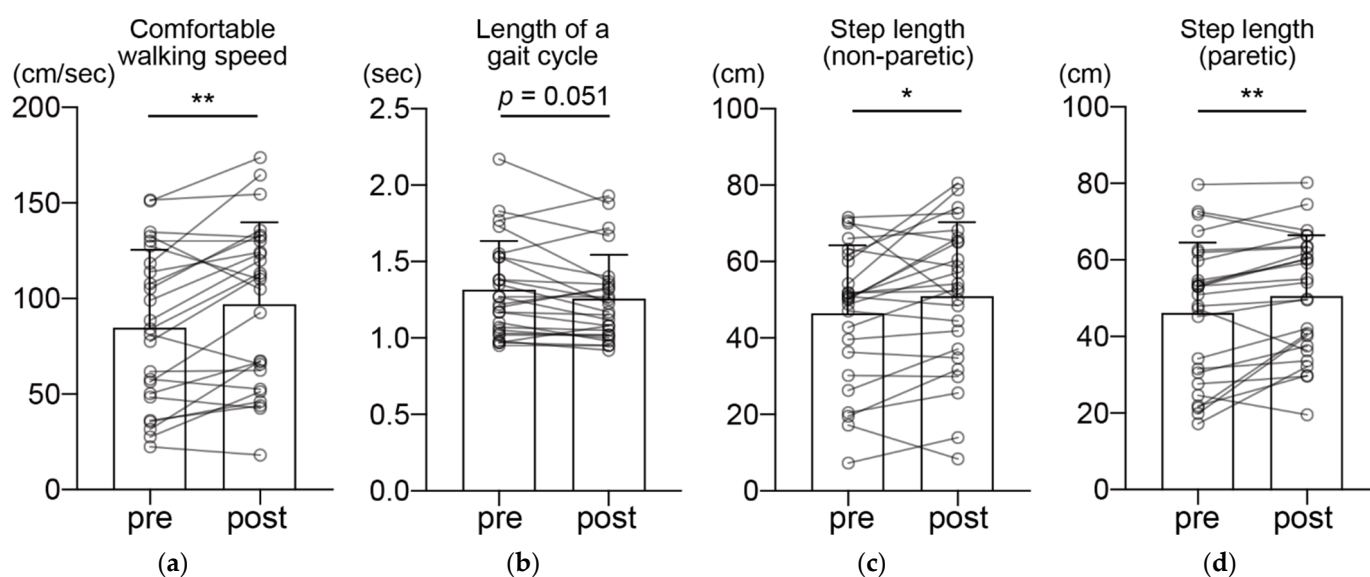 Comfortable
walking speed
(cm/sec)
**
200
150
100
50
0
pre post
(a)
Length of a
gait cycle
(sec)
p = 0.051
2.5
2.0
1.5
1.0
0.5
0.0
pre post
(b)
Step length
(non-paretic)
(cm)
*
100
80
60
40
20
0
pre post
(c)
Step length
(paretic)
(cm)
**
100
80
60
40
20
0
pre post
(d)